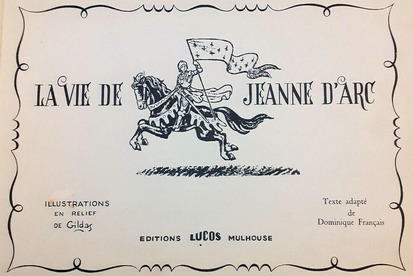 LA VIE DE JEANNE D'ARC
ILLUSTRATIONS
EN RELIEF
DE Gildas
Texte adapté
de
Dominique Français
EDITIONS LUCOS MULHOUSE